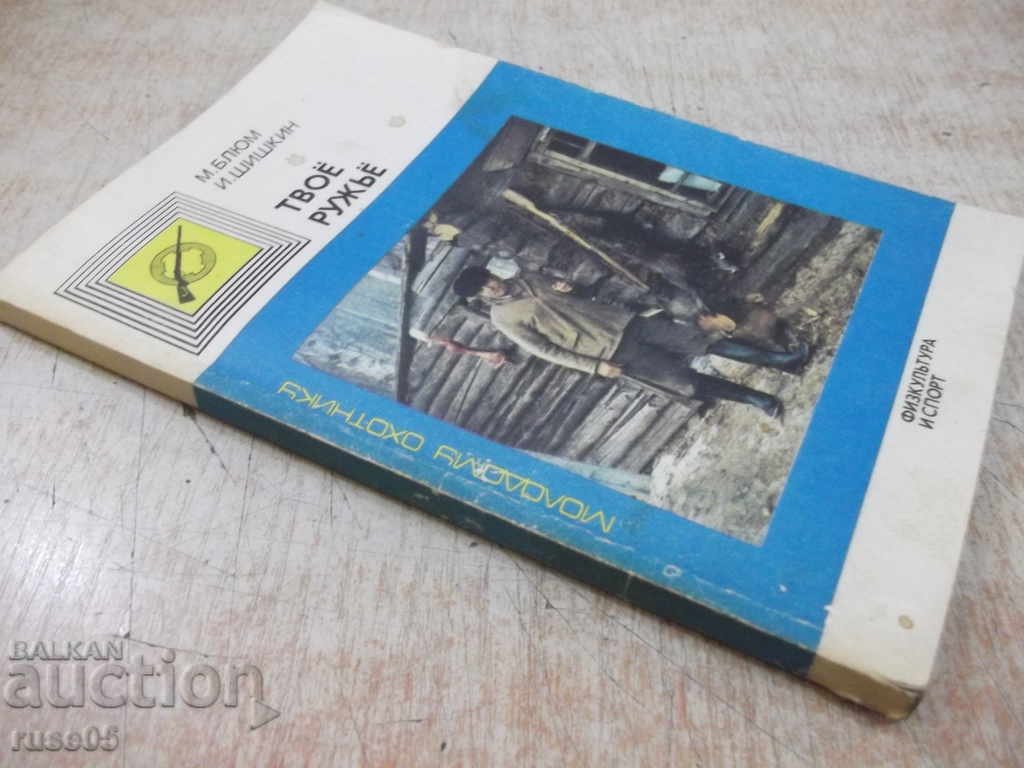 М. БЛЮМ
И. ШИШКИН
ТВОЁ
РУЖЬЁ
МОЛОДОМУ ОХОТНИКУ
ФИЗКУЛЬТУРА
И СПОРТ
BALKAN
auction
ruse05